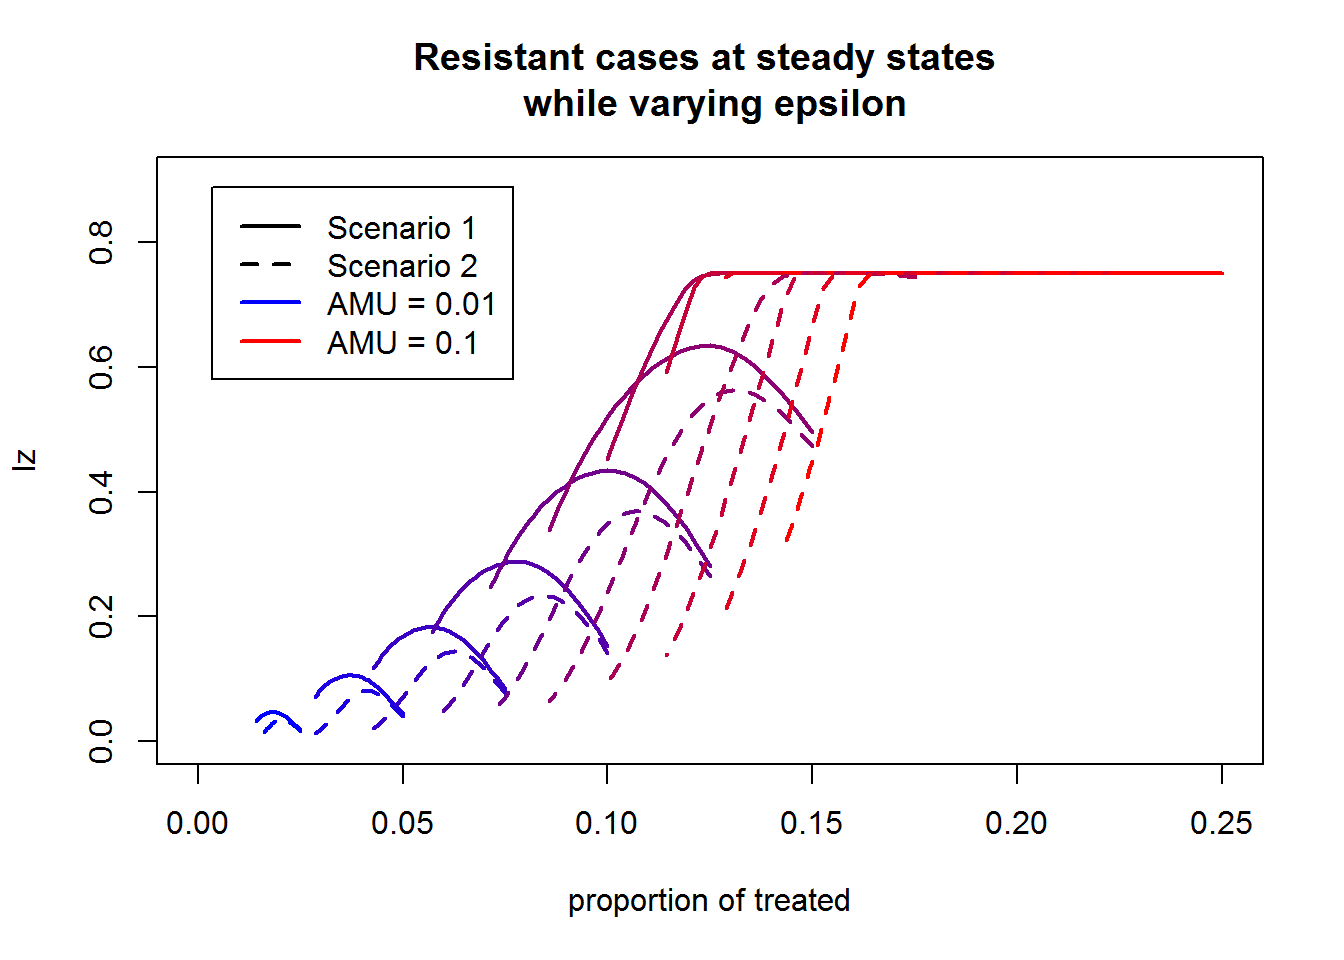 Resistant cases at steady states
while varying epsilon
Scenario 1
Scenario 2
AMU = 0.01
AMU = 0.1
Iz
0.8
0.6
0.4
0.2
0.0
0.00 0.05 0.10 0.15 0.20 0.25
proportion of treated